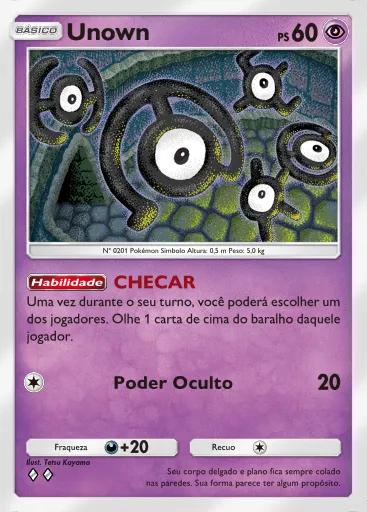 BÁSICO Unown PS 60
N° 0201 Pokémon Símbolo Altura: 0,5 m Peso: 5,0 kg
Habilidade CHECAR
Uma vez durante o seu turno, você poderá escolher um
dos jogadores. Olhe 1 carta de cima do baralho daquele
jogador.
Poder Oculto 20
Fraqueza +20 Recuo
Ilust. Tetsu Kayama
Seu corpo delgado e plano fica sempre colado
nas paredes. Sua forma parece ter algum propósito.